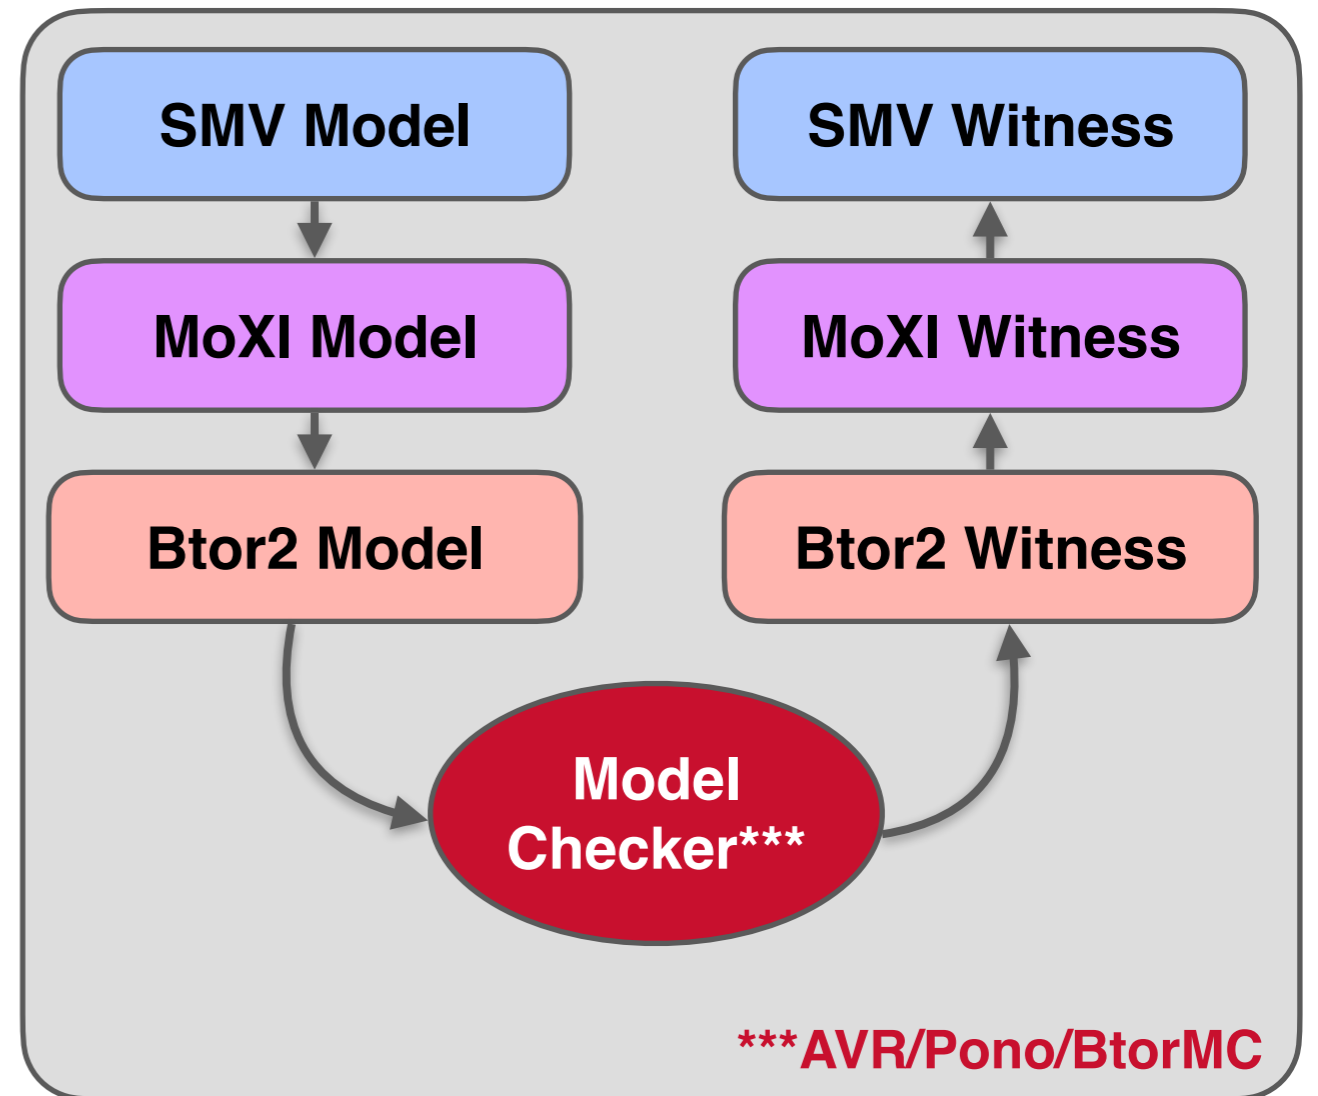 SMV Model
SMV Witness
MoXI Model
MoXI Witness
Btor2 Model
Btor2 Witness
Model
Checker***
***AVR/Pono/BtorMC